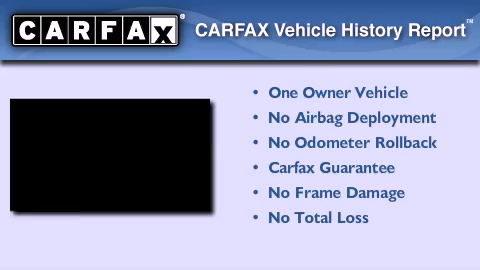 CARFAX® CARFAX Vehicle History Report™
• One Owner Vehicle
• No Airbag Deployment
• No Odometer Rollback
• Carfax Guarantee
• No Frame Damage
• No Total Loss